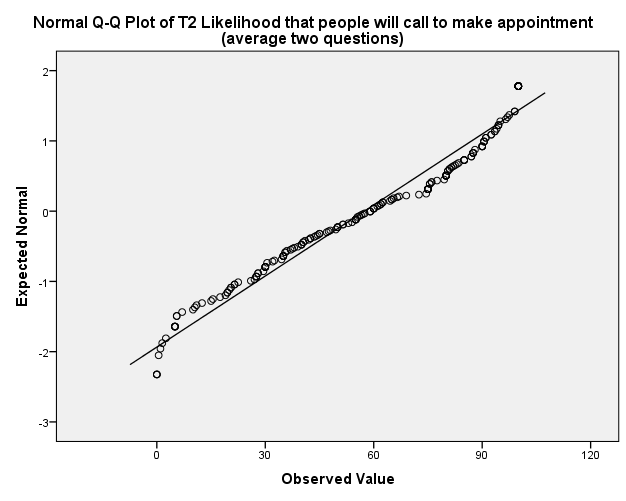 Normal Q-Q Plot of T2 Likelihood that people will call to make appointment
(average two questions)
2
1
0
-1
-2
-3
Expected Normal
0 30 60 90 120
Observed Value